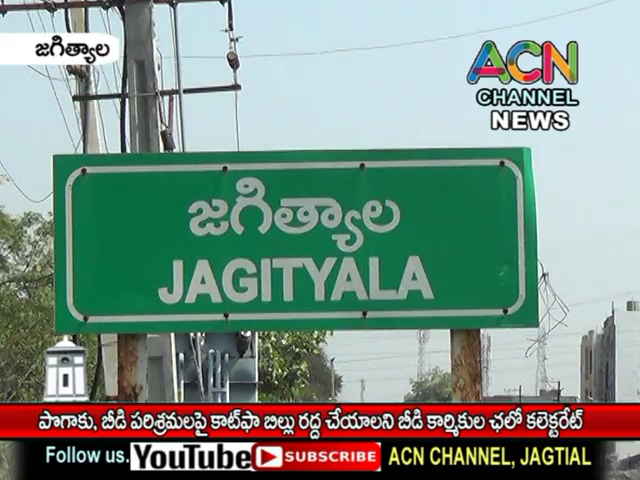 జగిత్యాల
ACN
CHANNEL
NEWS
జగిత్యాల
JAGITYALA
పొగాకు, బీడి పరిశ్రమలపై కాట్‌ఫా బిల్లు రద్ద చేయాలని బీడి కార్మికుల ఛలో కలెక్టరేట్
Follow us. YouTube SUBSCRIBE ACN CHANNEL, JAGTIAL